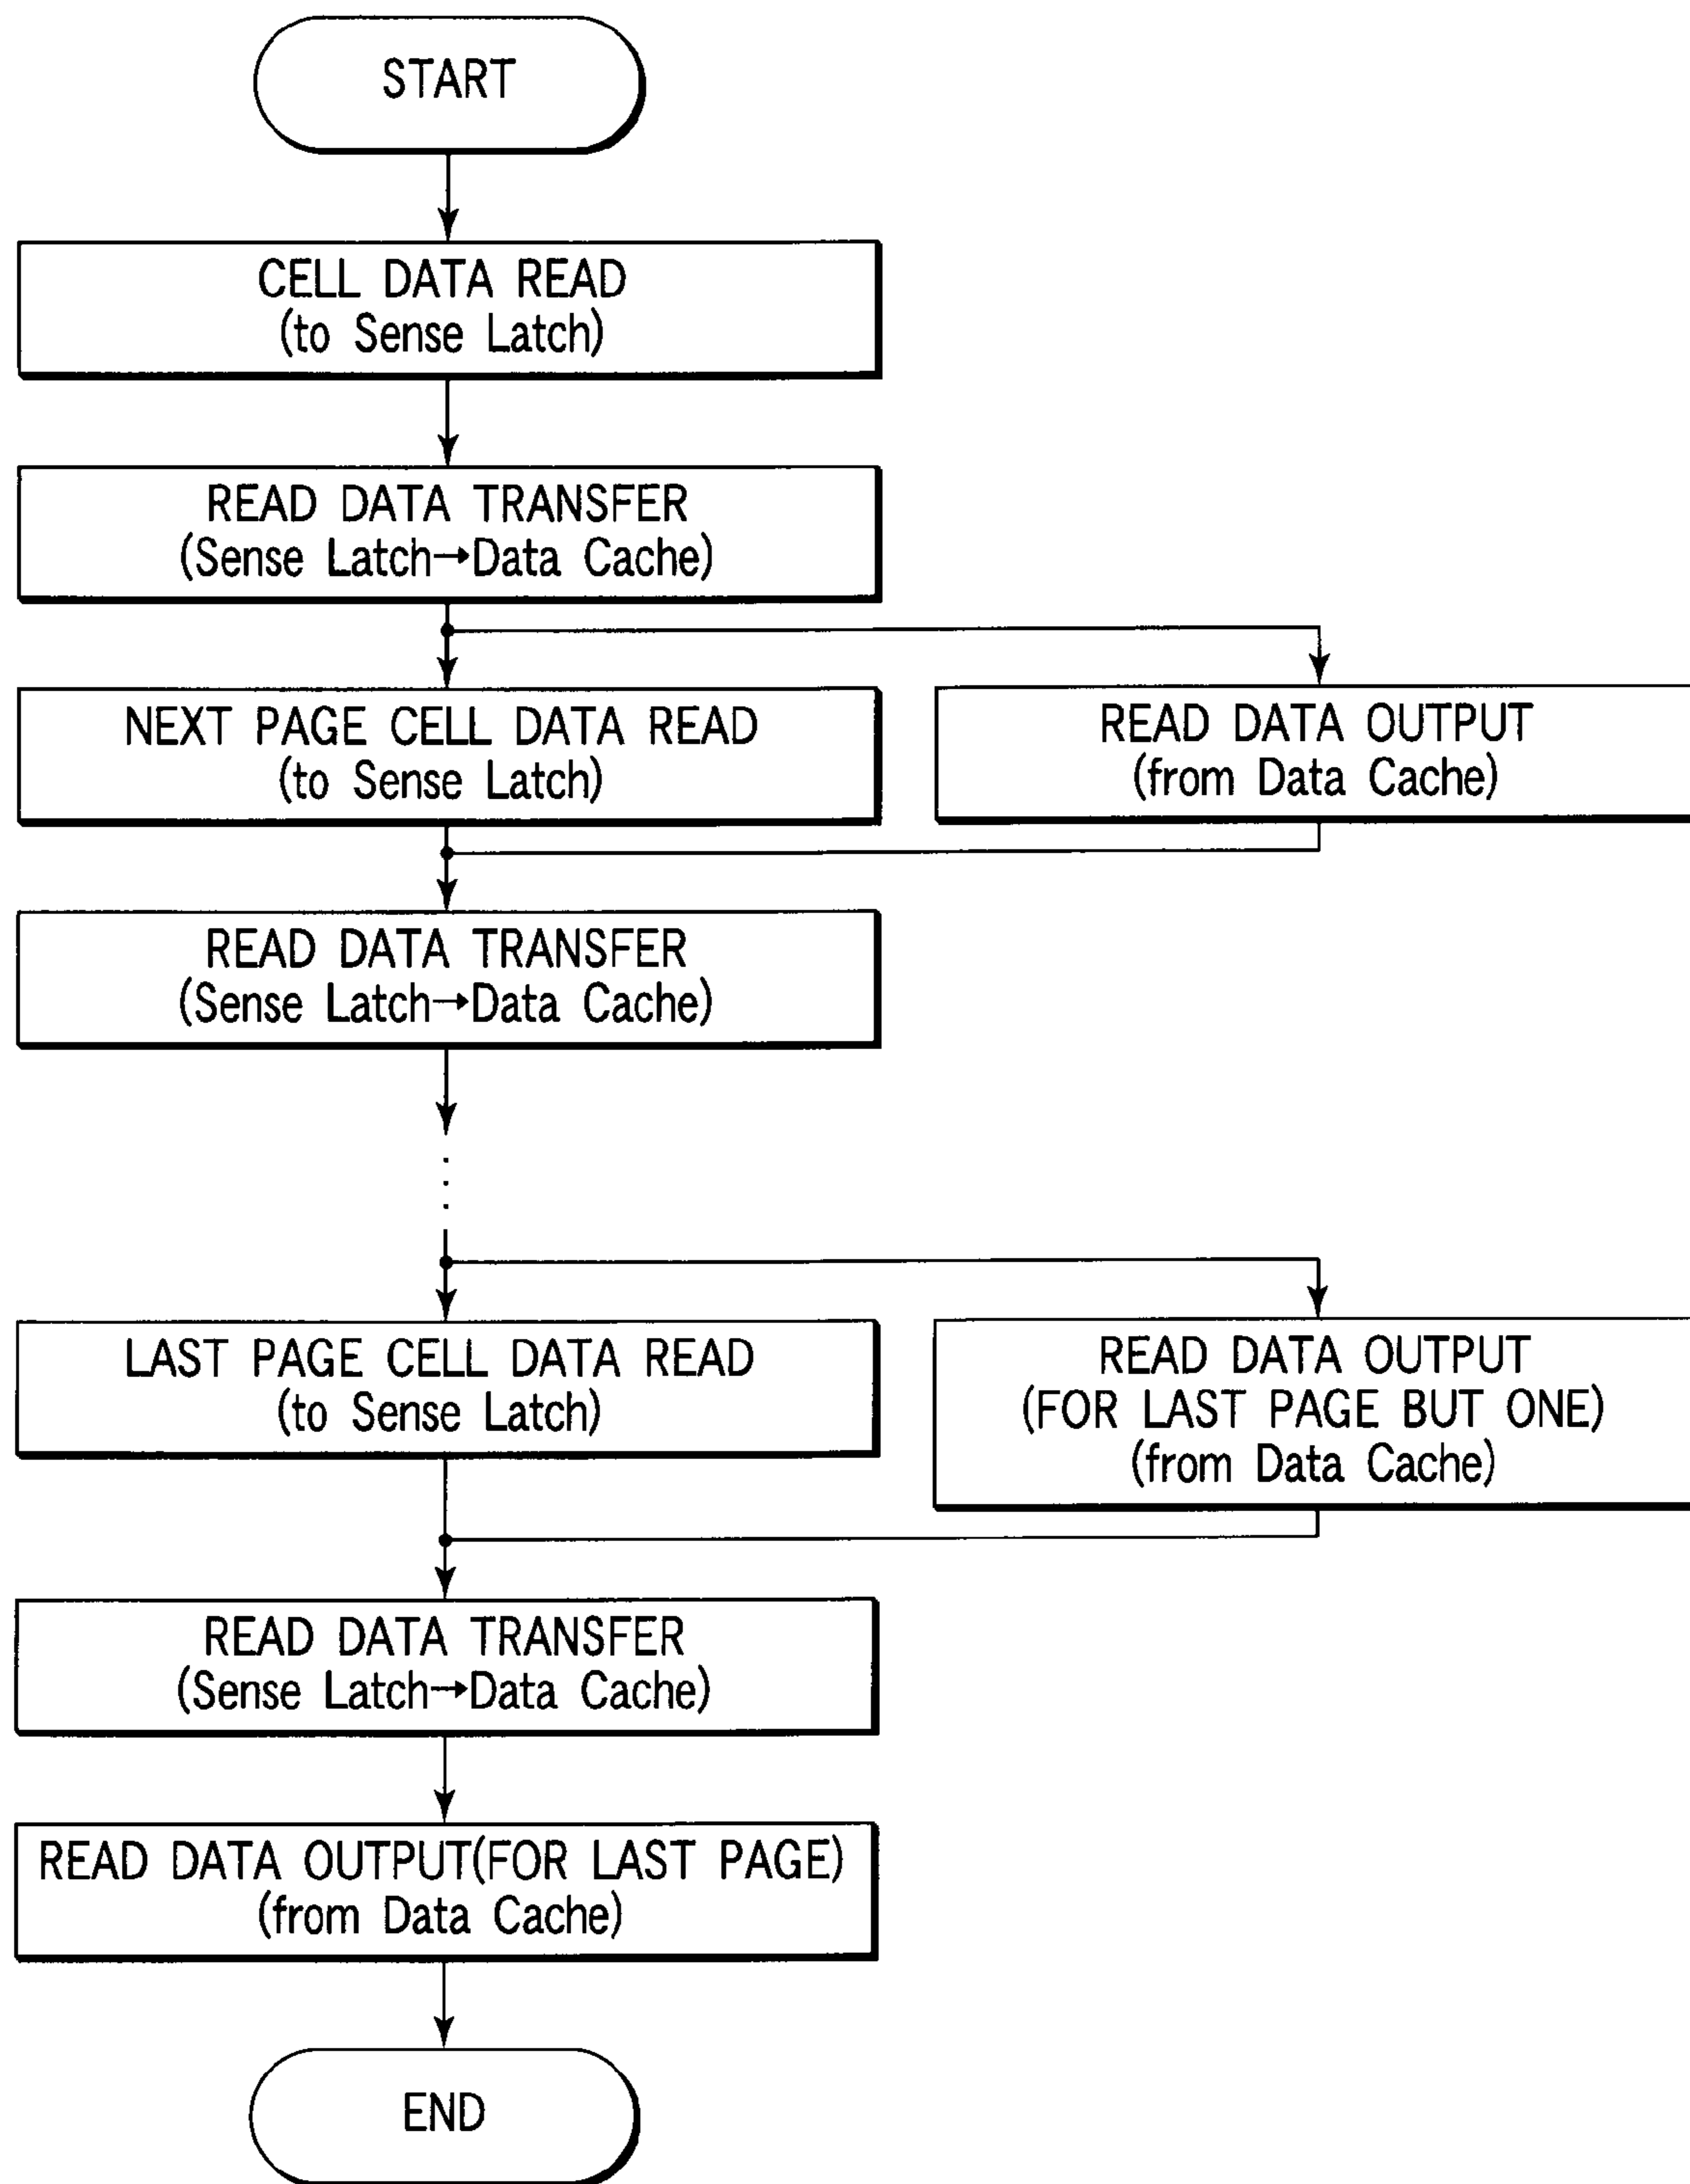 START
CELL DATA READ
(to Sense Latch)
READ DATA TRANSFER
(Sense Latch→Data Cache)
NEXT PAGE CELL DATA READ
(to Sense Latch)
READ DATA OUTPUT
(from Data Cache)
READ DATA TRANSFER
(Sense Latch→Data Cache)
LAST PAGE CELL DATA READ
(to Sense Latch)
READ DATA OUTPUT
(FOR LAST PAGE BUT ONE)
(from Data Cache)
READ DATA TRANSFER
(Sense Latch→Data Cache)
READ DATA OUTPUT(FOR LAST PAGE)
(from Data Cache)
END